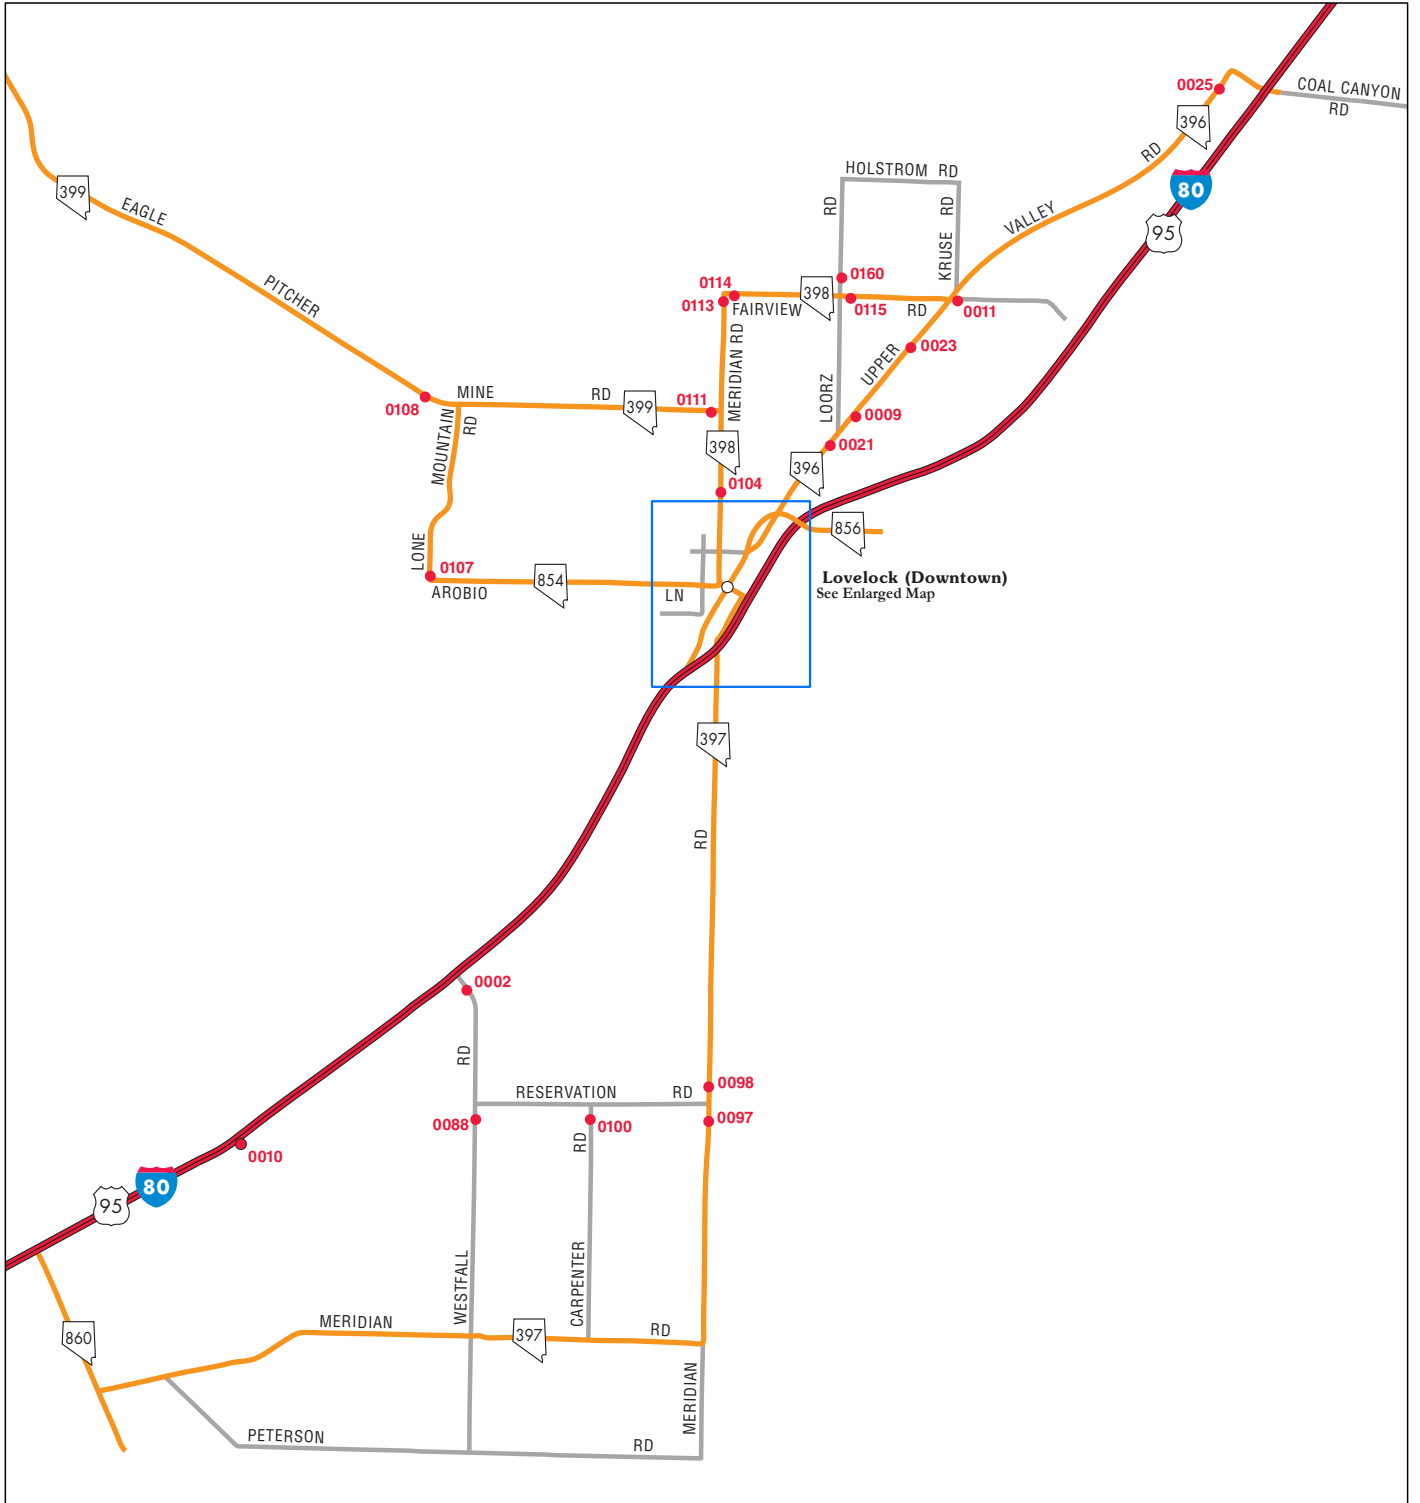 0025
COAL CANYON
RD
396
RD
HOLSTROM RD
399
80
EAGLE
RD
RD
VALLEY
95
KRUSE
0160
0114
PITCHER
398
0113
FAIRVIEW
0115
RD
0011
MERIDIAN RD
0023
UPPER
MINE
RD
0108
399
0111
LOORZ
0009
MOUNTAIN
RD
398
0021
396
0104
856
LONE
0107
854
Lovelock (Downtown)
AROBIO
LN
See Enlarged Map
397
RD
0002
RD
0098
RESERVATION
RD
0088
0100
0097
RD
0010
80
95
WESTFALL
CARPENTER
MERIDIAN
397
RD
860
MERIDIAN
PETERSON
RD